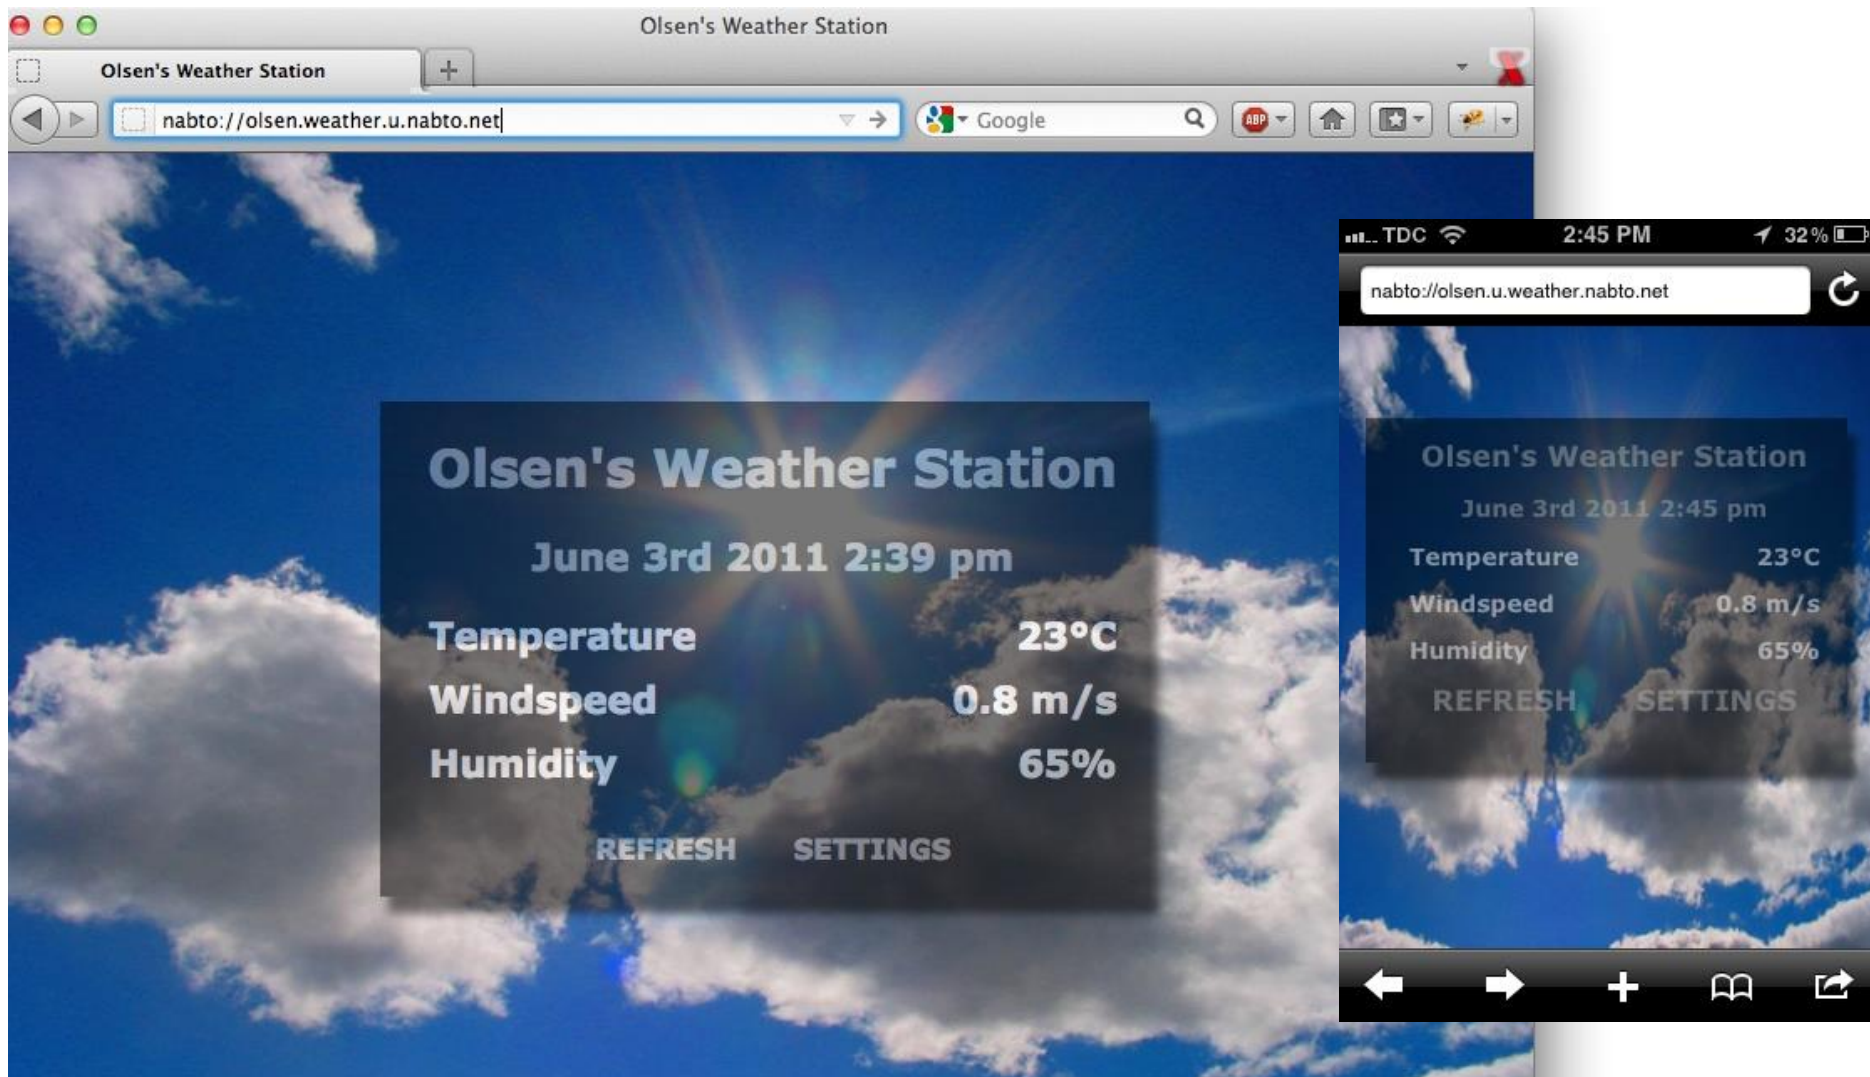 Olsen's Weather Station
Olsen's Weather Station
nabto://olsen.weather.u.nabto.net
Google
ABP
Olsen's Weather Station
June 3rd 2011 2:39 pm
Temperature 23°C
Windspeed 0.8 m/s
Humidity 65%
REFRESH SETTINGS
TDC 2:45 PM 32%
nabto://olsen.u.weather.nabto.net
Olsen's Weather Station
June 3rd 2011 2:45 pm
Temperature 23°C
Windspeed 0.8 m/s
Humidity 65%
REFRESH SETTINGS